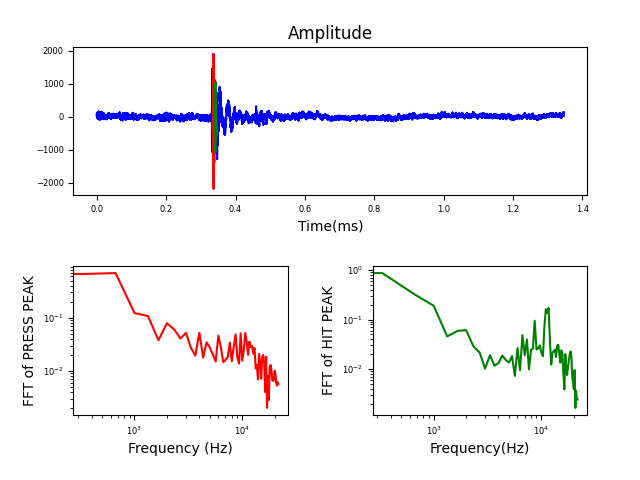 Amplitude
2000
1000
0
−1000
−2000
0.0 0.2 0.4 0.6 0.8 1.0 1.2 1.4
Time(ms)
FFT of PRESS PEAK
10⁻¹
10⁻²
10³ 10⁴
Frequency (Hz)
FFT of HIT PEAK
10⁰
10⁻¹
10⁻²
10³ 10⁴
Frequency(Hz)